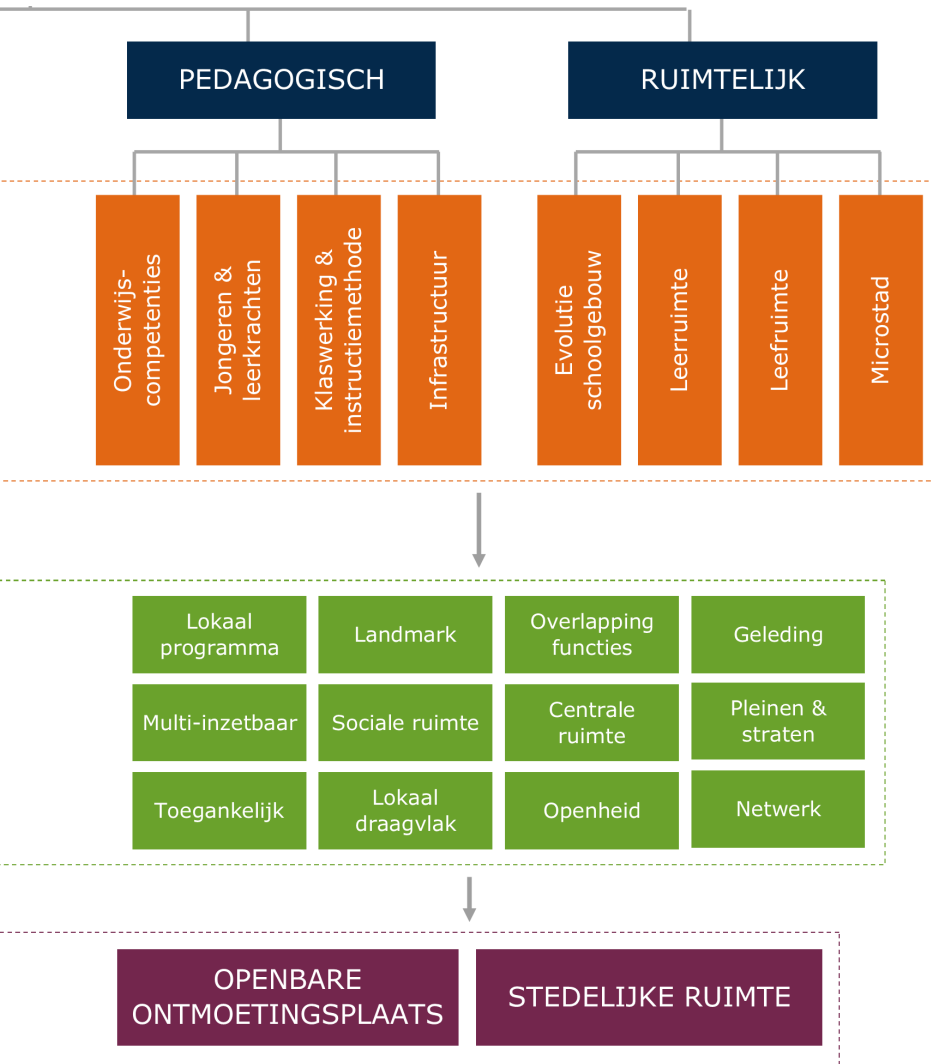 PEDAGOGISCH
RUIMTELIJK
Onderwijs-
competenties
Jongeren &
leerkrachten
Klaswerking &
instructiemethode
Infrastructuur
Evolutie
schoolgebouw
Leerruimte
Leefruimte
Microstad
Lokaal
programma
Landmark
Overlapping
functies
Geleding
Multi-inzetbaar
Sociale ruimte
Centrale
ruimte
Pleinen &
straten
Toegankelijk
Lokaal
draagvlak
Openheid
Netwerk
OPENBARE
ONTMOETINGSPLAATS
STEDELIJKE RUIMTE